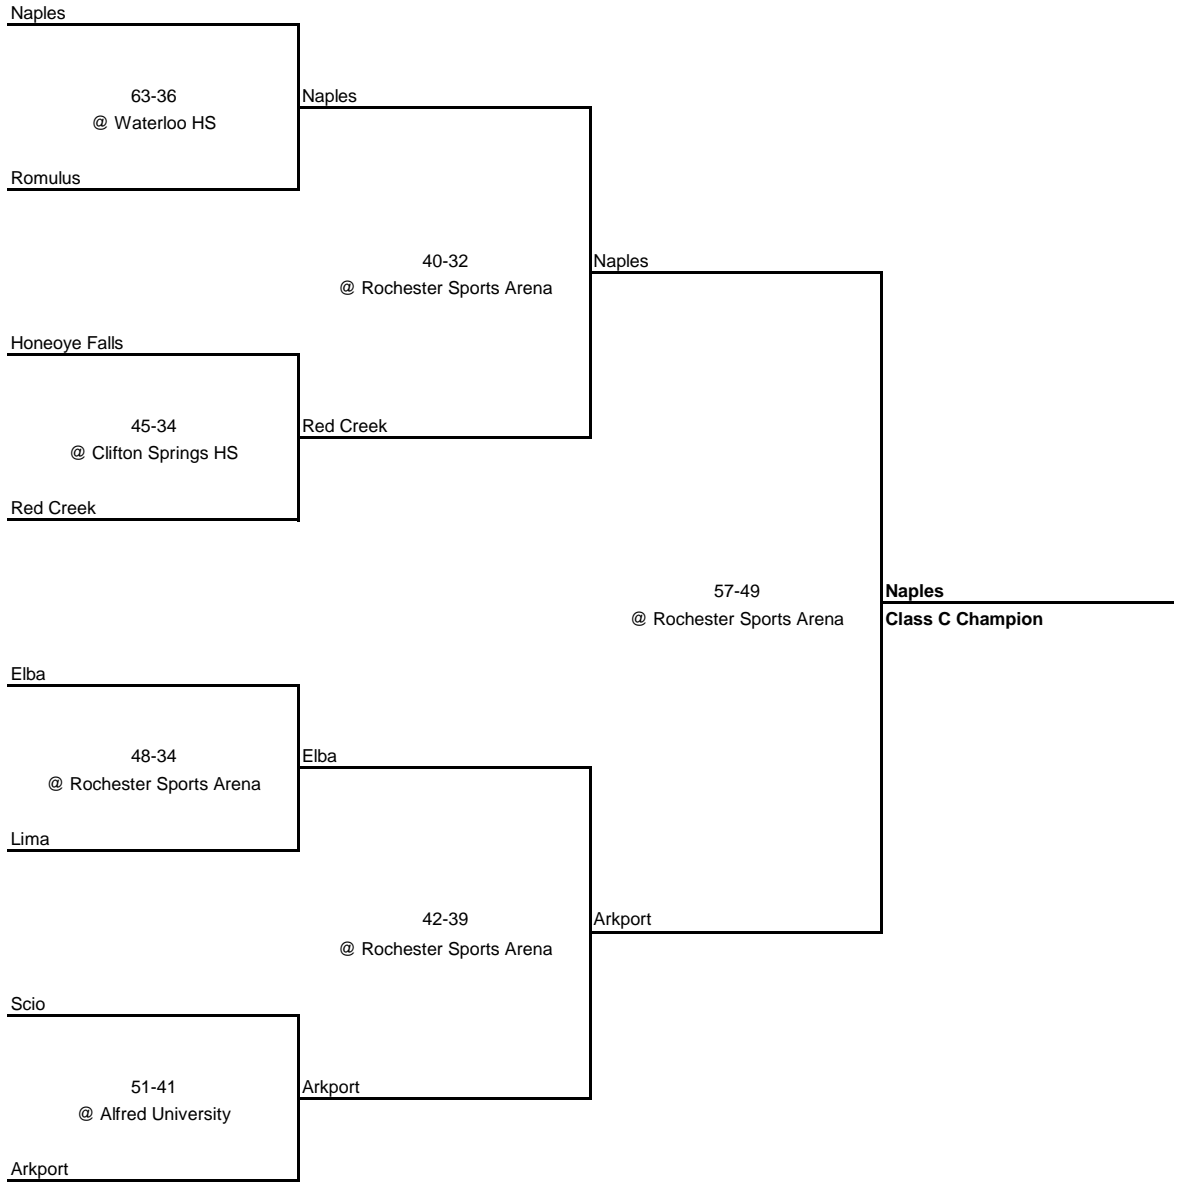 Naples
63-36
@ Waterloo HS
Naples
Romulus
40-32
@ Rochester Sports Arena
Naples
Honeoye Falls
45-34
@ Clifton Springs HS
Red Creek
Red Creek
57-49
@ Rochester Sports Arena
Naples
Class C Champion
Elba
48-34
@ Rochester Sports Arena
Elba
Lima
42-39
@ Rochester Sports Arena
Arkport
Scio
51-41
@ Alfred University
Arkport
Arkport